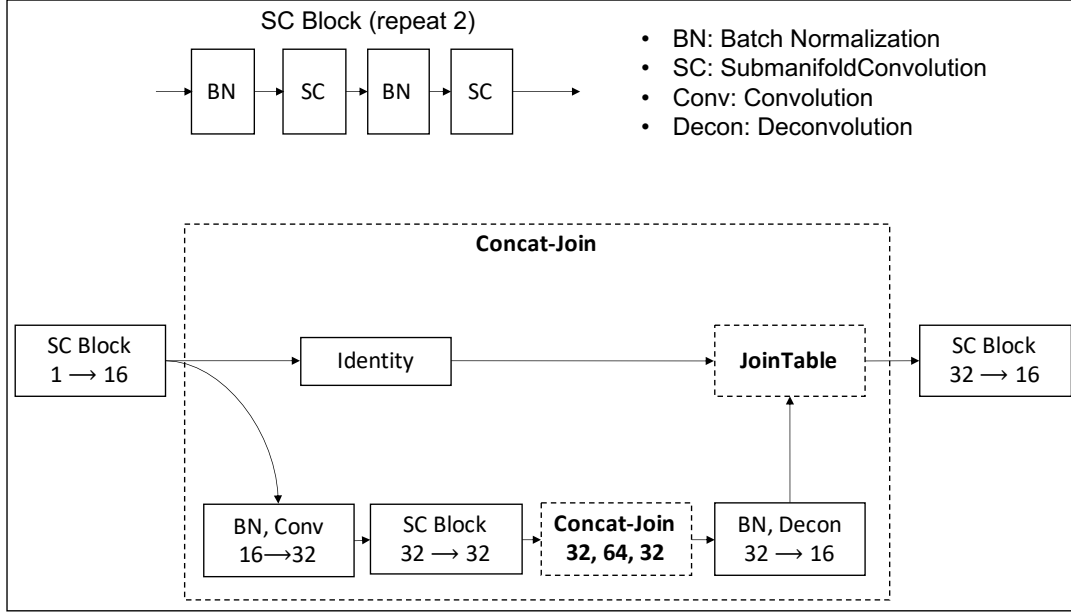 SC Block (repeat 2)
BN
SC
BN
SC
• BN: Batch Normalization
• SC: SubmanifoldConvolution
• Conv: Convolution
• Decon: Deconvolution
Concat-Join
SC Block
1 → 16
Identity
JoinTable
SC Block
32 → 16
BN, Conv
16→32
SC Block
32 → 32
Concat-Join
32, 64, 32
BN, Decon
32 → 16